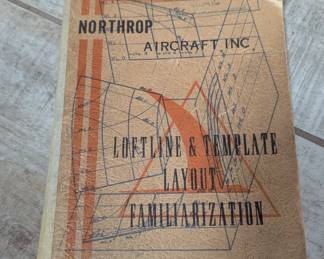 NORTHROP
AIRCRAFT INC
LOFTLINE & TEMPLATE
LAYOUT
FAMILIARIZATION